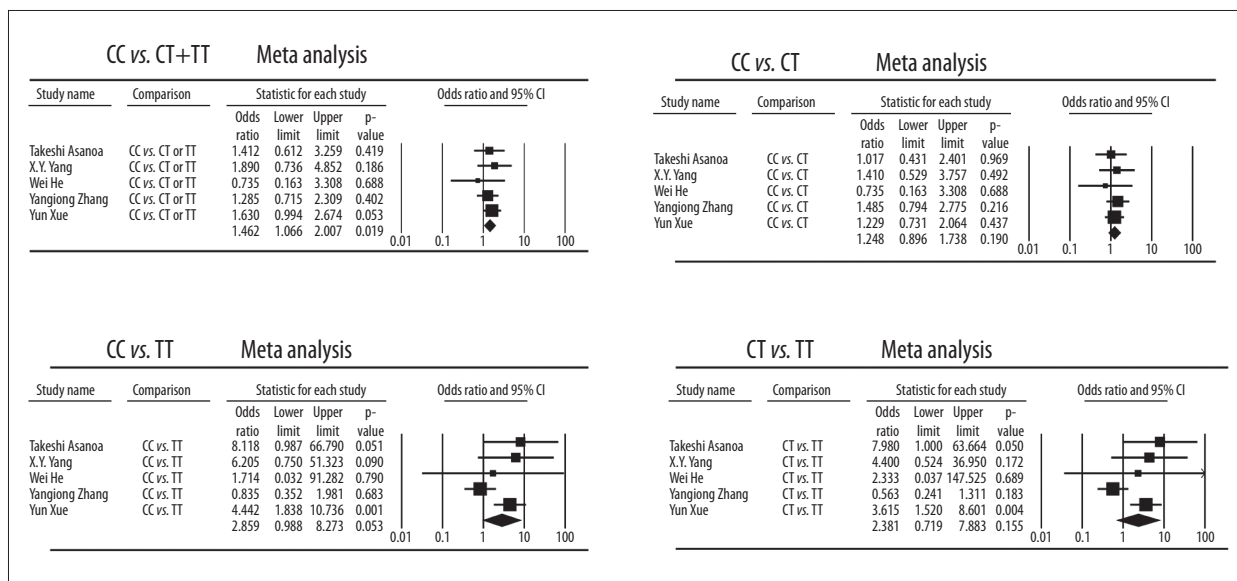 CC vs. CT+TT Meta analysis
Study name Comparison Statistic for each study Odds ratio and 95% CI
Odds Lower Upper p-
ratio limit limit value
Takeshi Asanoa CC vs. CT or TT 1.412 0.612 3.259 0.419
X.Y. Yang CC vs. CT or TT 1.890 0.736 4.852 0.186
Wei He CC vs. CT or TT 0.735 0.163 3.308 0.688
Yangiong Zhang CC vs. CT or TT 1.285 0.715 2.309 0.402
Yun Xue CC vs. CT or TT 1.630 0.994 2.674 0.053
1.462 1.066 2.007 0.019
0.01 0.1 1 10 100
CC vs. CT Meta analysis
Study name Comparison Statistic for each study Odds ratio and 95% CI
Odds Lower Upper p-
ratio limit limit value
Takeshi Asanoa CC vs. CT 1.017 0.431 2.401 0.969
X.Y. Yang CC vs. CT 1.410 0.529 3.757 0.492
Wei He CC vs. CT 0.735 0.163 3.308 0.688
Yangiong Zhang CC vs. CT 1.485 0.794 2.775 0.216
Yun Xue CC vs. CT 1.229 0.731 2.064 0.437
1.248 0.896 1.738 0.190
0.01 0.1 1 10 100
CC vs. TT Meta analysis
Study name Comparison Statistic for each study Odds ratio and 95% CI
Odds Lower Upper p-
ratio limit limit value
Takeshi Asanoa CC vs. TT 8.118 0.987 66.790 0.051
X.Y. Yang CC vs. TT 6.205 0.750 51.323 0.090
Wei He CC vs. TT 1.714 0.032 91.282 0.790
Yangiong Zhang CC vs. TT 0.835 0.352 1.981 0.683
Yun Xue CC vs. TT 4.442 1.838 10.736 0.001
2.859 0.988 8.273 0.053
0.01 0.1 1 10 100
CT vs. TT Meta analysis
Study name Comparison Statistic for each study Odds ratio and 95% CI
Odds Lower Upper p-
ratio limit limit value
Takeshi Asanoa CT vs. TT 7.980 1.000 63.664 0.050
X.Y. Yang CT vs. TT 4.400 0.524 36.950 0.172
Wei He CT vs. TT 2.333 0.037 147.525 0.689
Yangiong Zhang CT vs. TT 0.563 0.241 1.311 0.183
Yun Xue CT vs. TT 3.615 1.520 8.601 0.004
2.381 0.719 7.883 0.155
0.01 0.1 1 10 100